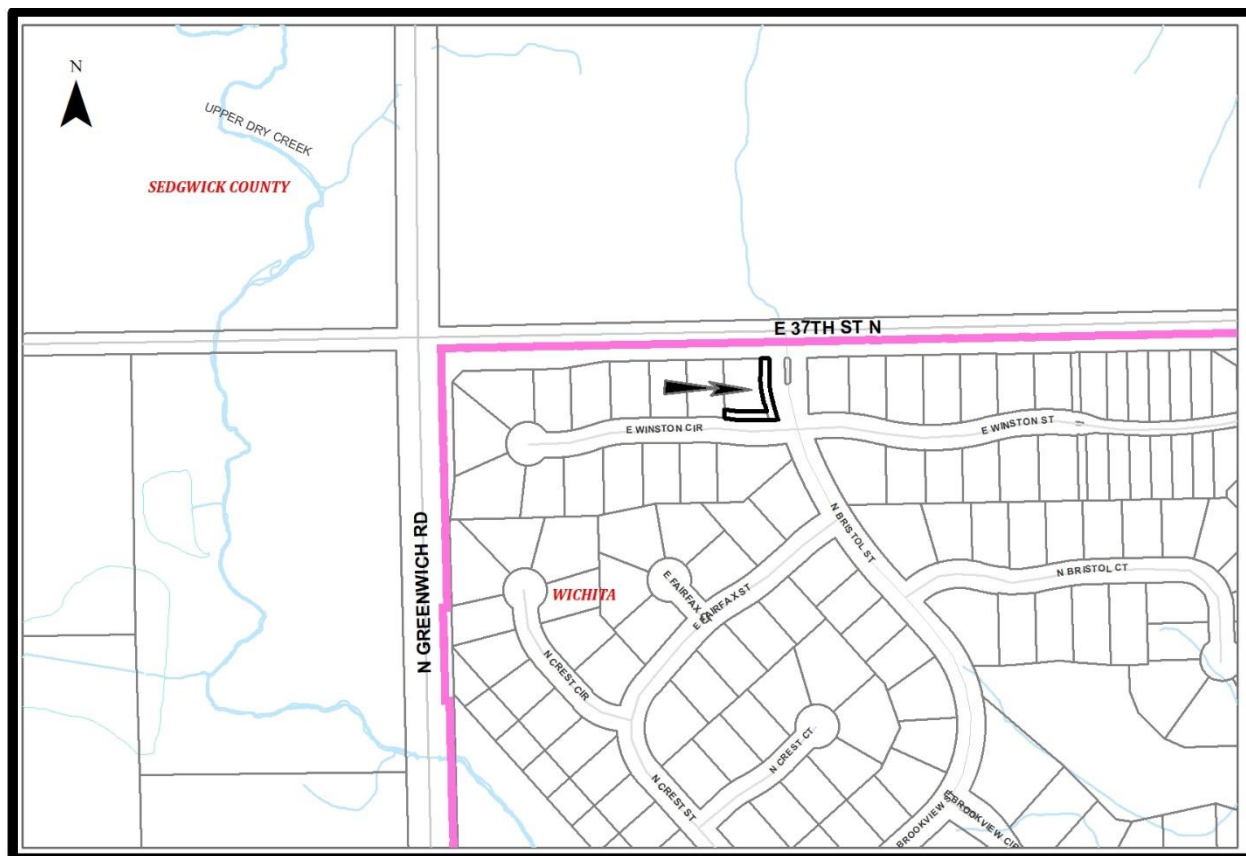 N
UPPER DRY CREEK
SEDGWICK COUNTY
E 37TH ST N
E WINSTON CIR
E WINSTON ST
N GREENWICH RD
N BRISTOL ST
N BRISTOL CT
E FAIRFAX CT
E FAIRFAX ST
WICHITA
N CREST CIR
N CREST CT
N CREST ST
BROOKVIEW
E BROOKVIEW CIR